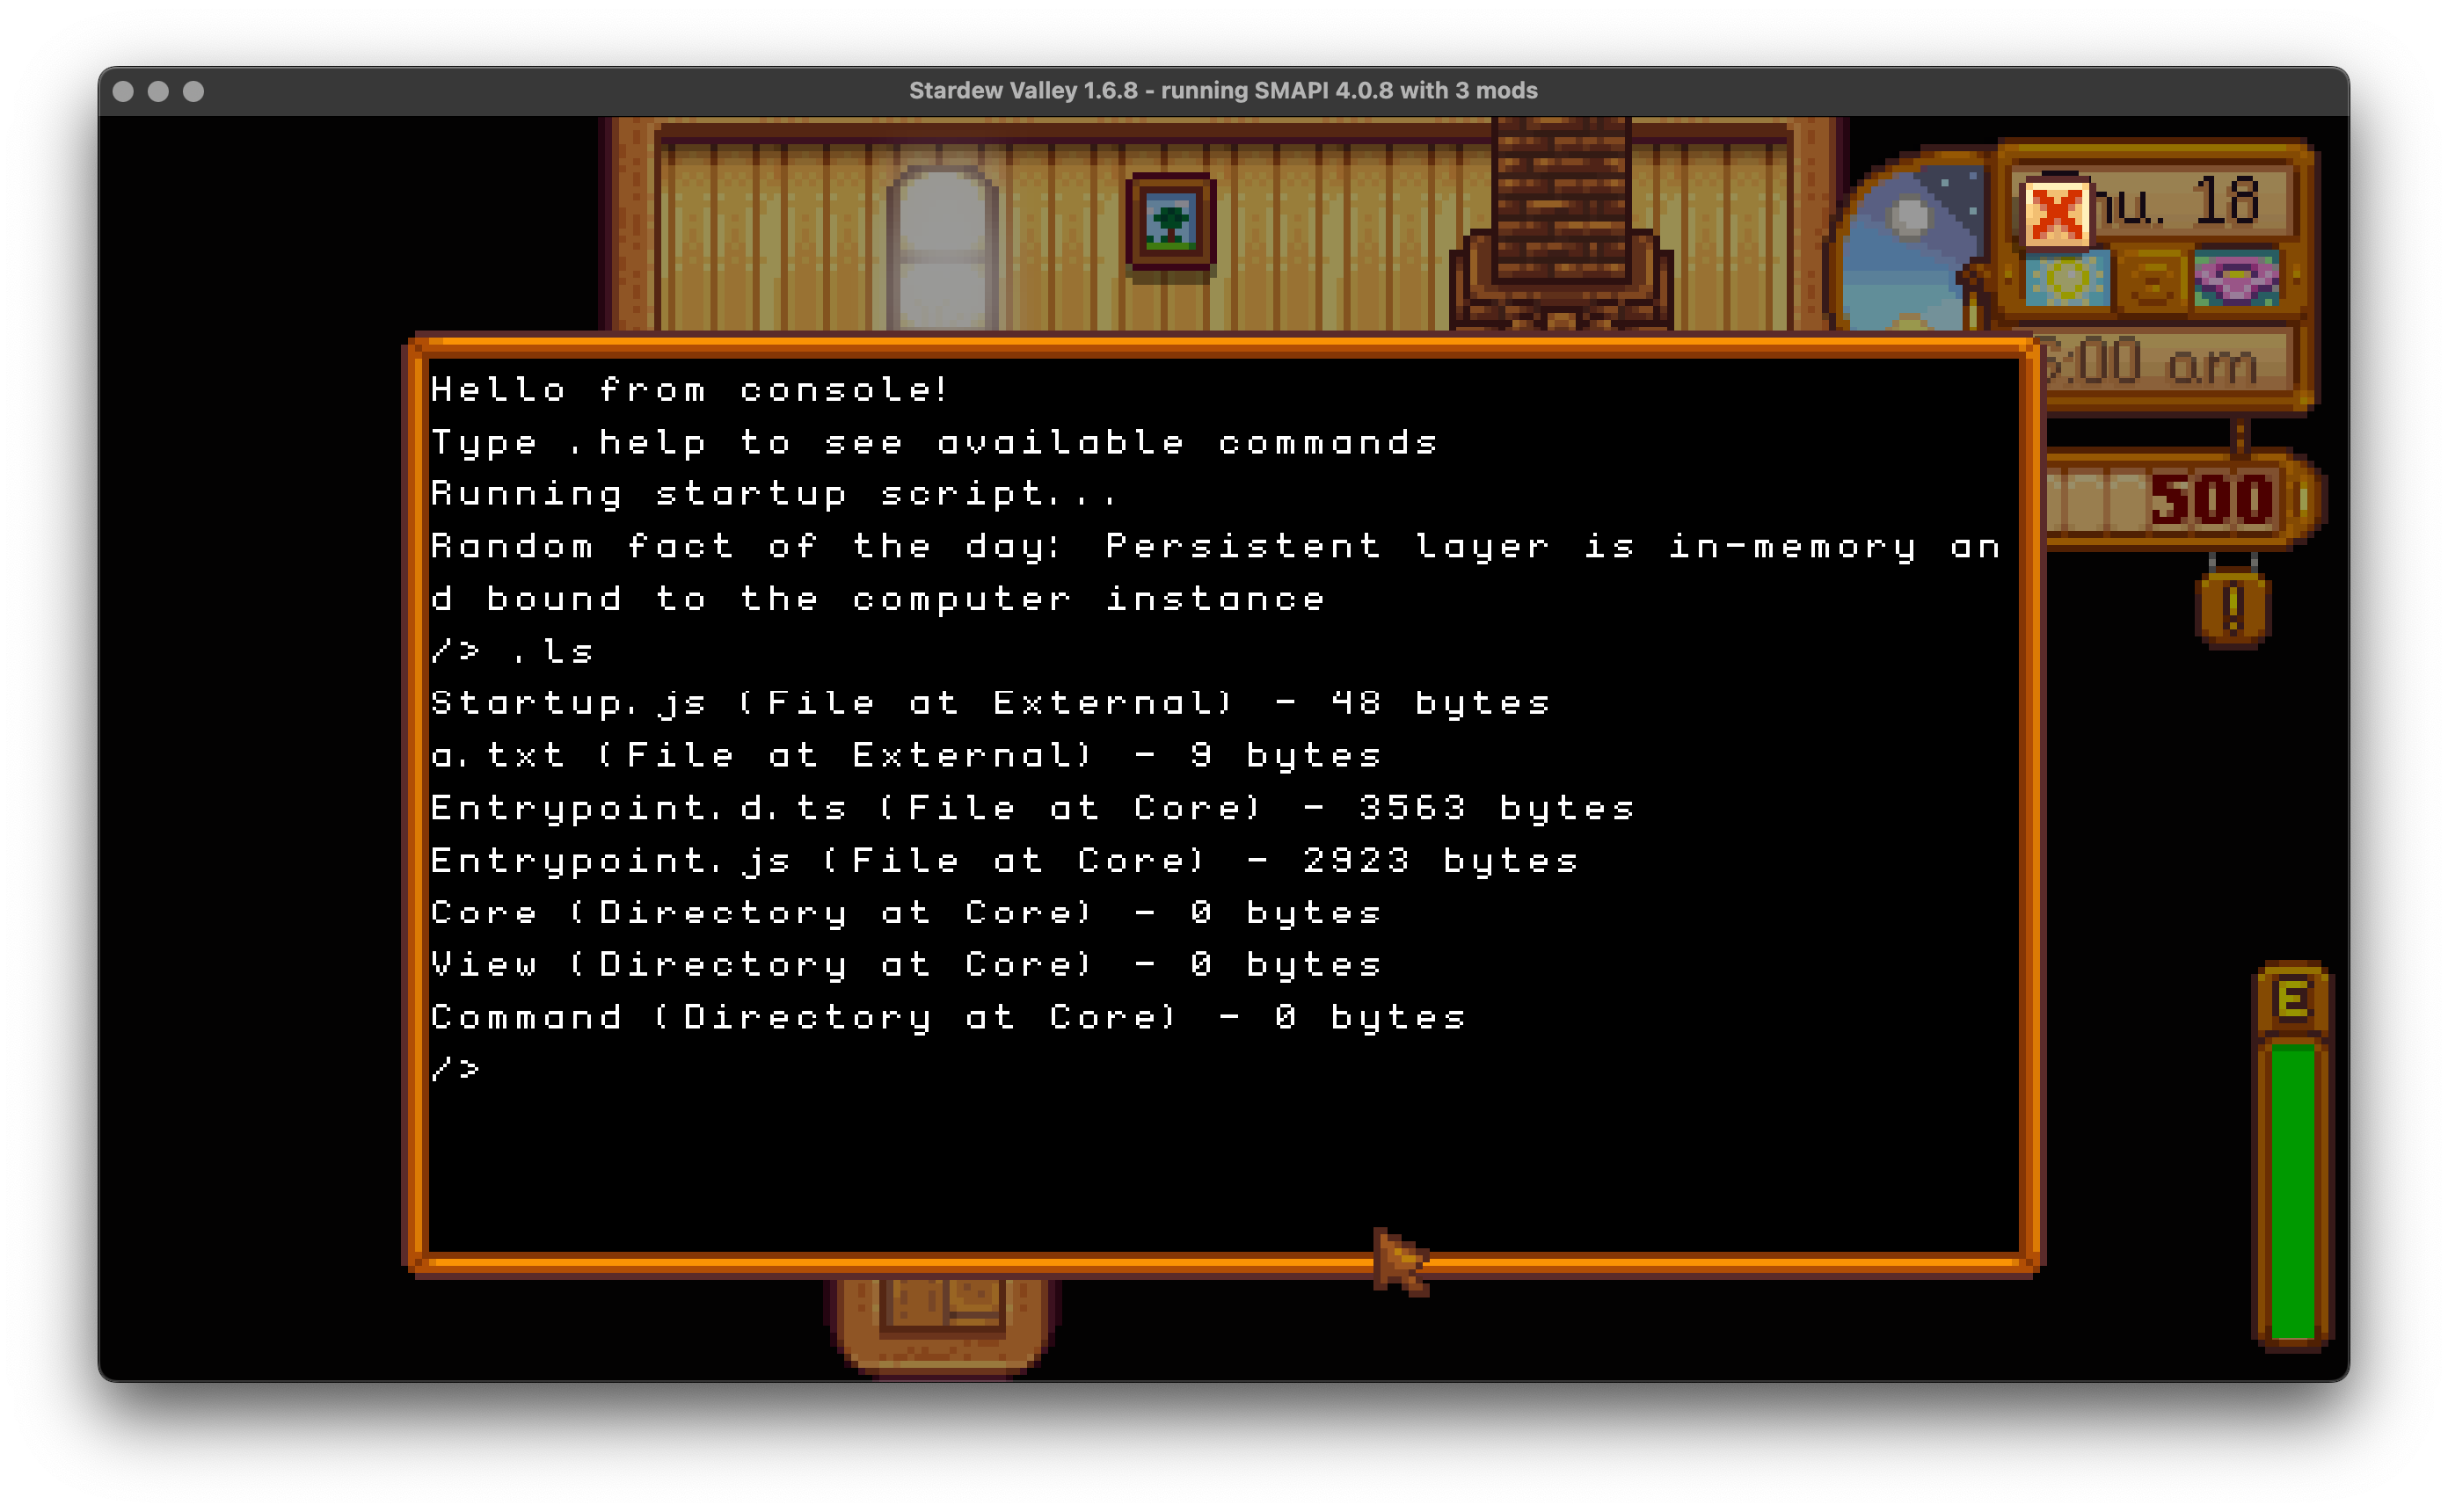 Stardew Valley 1.6.8 - running SMAPI 4.0.8 with 3 mods
18
:00 am
500
Hello from console!
Type .help to see available commands
Running startup script...
Random fact of the day: Persistent layer is in-memory an
d bound to the computer instance
/> .ls
Startup.js (File at External) - 48 bytes
a.txt (File at External) - 9 bytes
Entrypoint.d.ts (File at Core) - 3563 bytes
Entrypoint.js (File at Core) - 2923 bytes
Core (Directory at Core) - 0 bytes
View (Directory at Core) - 0 bytes
Command (Directory at Core) - 0 bytes
/>
!
E